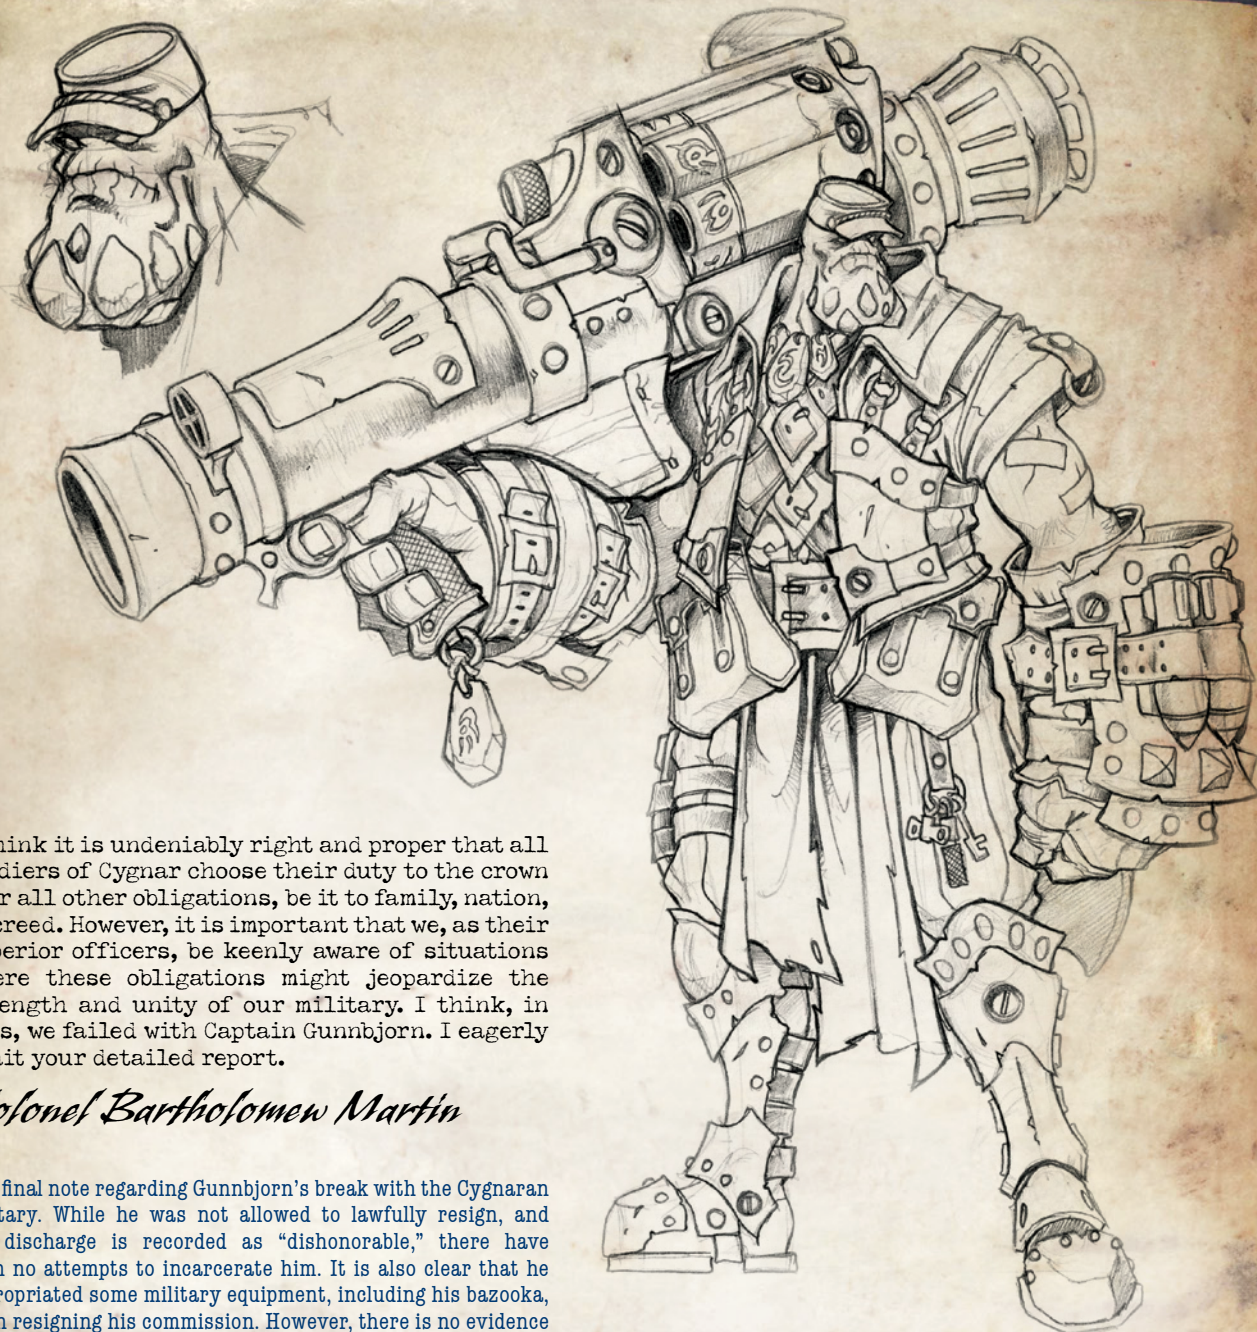 hink it is undeniably right and proper that all
diers of Cygnar choose their duty to the crown
r all other obligations, be it to family, nation,
creed. However, it is important that we, as their
perior officers, be keenly aware of situations
ere these obligations might jeopardize the
ength and unity of our military. I think, in
s, we failed with Captain Gunnbjorn. I eagerly
it your detailed report.
olonel Bartholomew Martin
final note regarding Gunnbjorn's break with the Cygnaran
tary. While he was not allowed to lawfully resign, and
discharge is recorded as “dishonorable,” there have
n no attempts to incarcerate him. It is also clear that he
ropriated some military equipment, including his bazooka,
n resigning his commission. However, there is no evidence